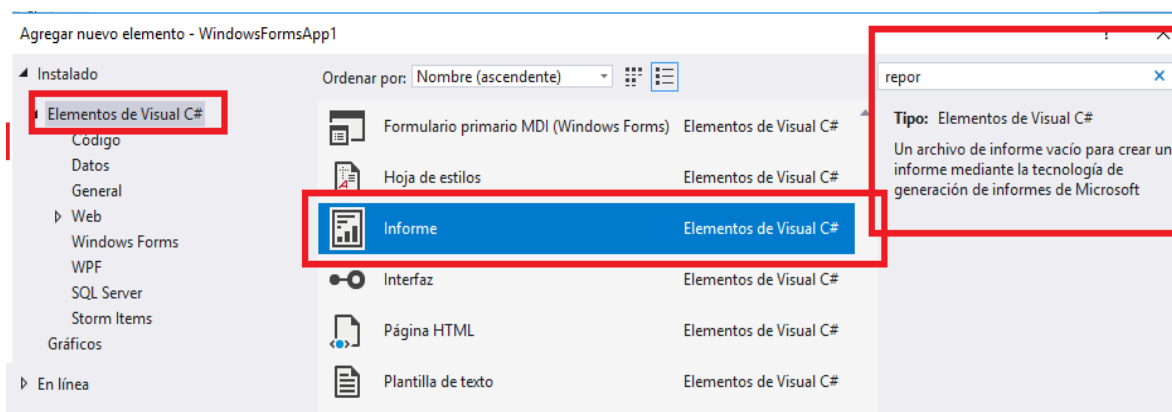 Agregar nuevo elemento - WindowsFormsApp1
Instalado
Ordenar por: Nombre (ascendente)
repor
Elementos de Visual C#
Código
Datos
General
Web
Windows Forms
WPF
SQL Server
Storm Items
Gráficos
En línea
Formulario primario MDI (Windows Forms) Elementos de Visual C#
Hoja de estilos Elementos de Visual C#
Informe Elementos de Visual C#
Interfaz Elementos de Visual C#
Página HTML Elementos de Visual C#
Plantilla de texto Elementos de Visual C#
Tipo: Elementos de Visual C#
Un archivo de informe vacío para crear un
informe mediante la tecnología de
generación de informes de Microsoft